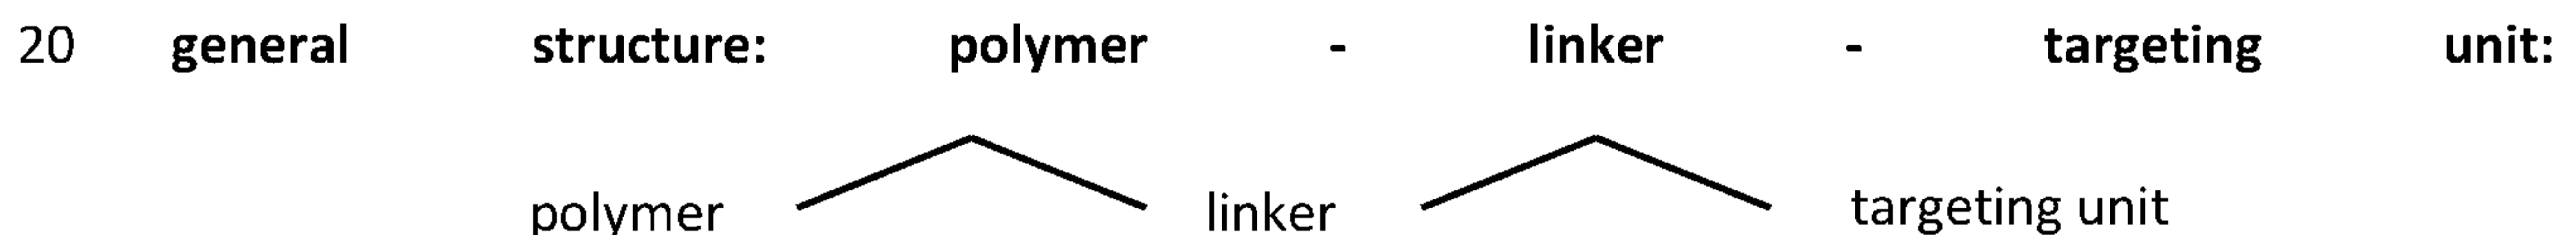 20 general structure: polymer - linker - targeting unit:
polymer linker targeting unit